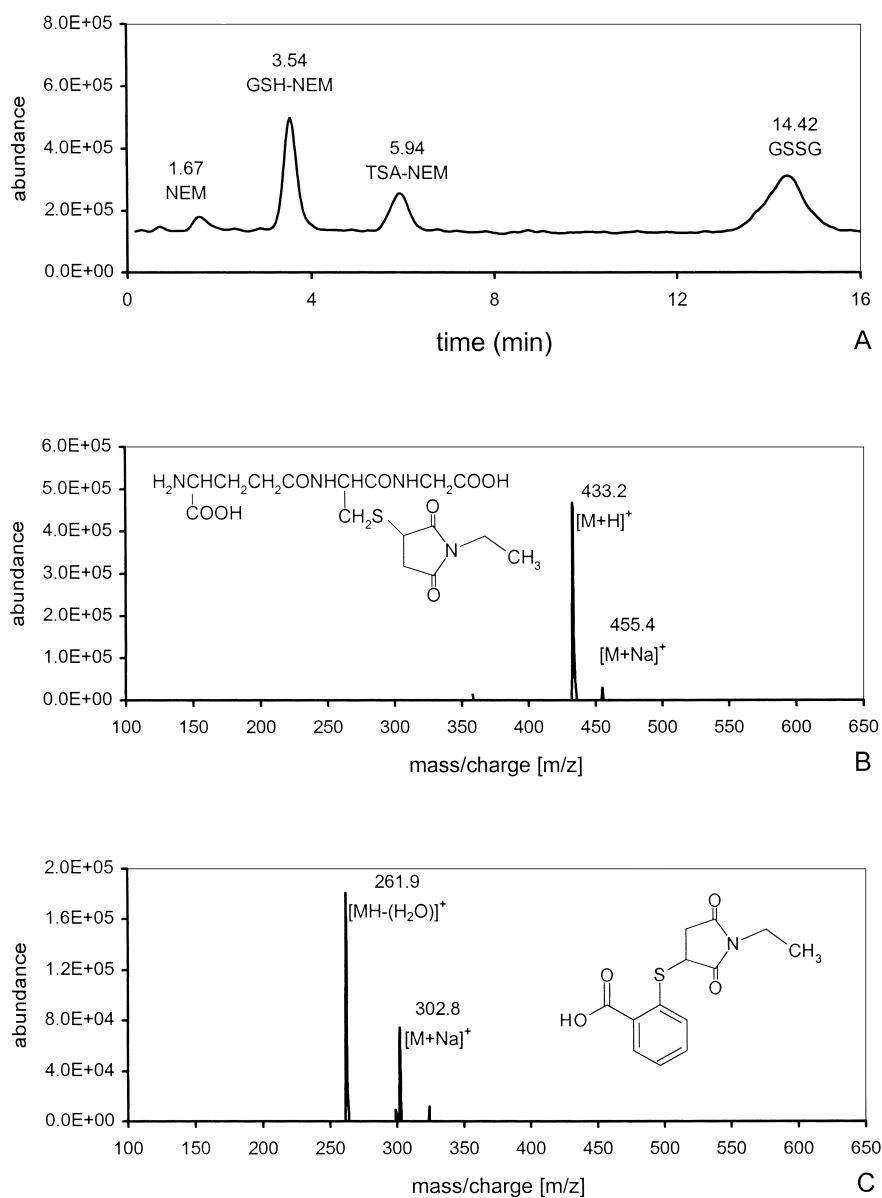 8.0E+05
6.0E+05
4.0E+05
2.0E+05
0.0E+00
abundance
1.67
NEM
3.54
GSH-NEM
5.94
TSA-NEM
14.42
GSSG
0 4 8 12 16
time (min)
A
6.0E+05
5.0E+05
4.0E+05
3.0E+05
2.0E+05
1.0E+05
0.0E+00
abundance
H₂NCHCH₂CH₂CONHCHCONHCH₂COOH
COOH
CH₂S
O
N
CH₃
O
433.2
[M+H]⁺
455.4
[M+Na]⁺
100 150 200 250 300 350 400 450 500 550 600 650
mass/charge [m/z]
B
2.0E+05
1.6E+05
1.2E+05
8.0E+04
4.0E+04
0.0E+00
abundance
261.9
[MH-(H₂O)]⁺
302.8
[M+Na]⁺
O
N
CH₃
O
S
O
HO
100 150 200 250 300 350 400 450 500 550 600 650
mass/charge [m/z]
C